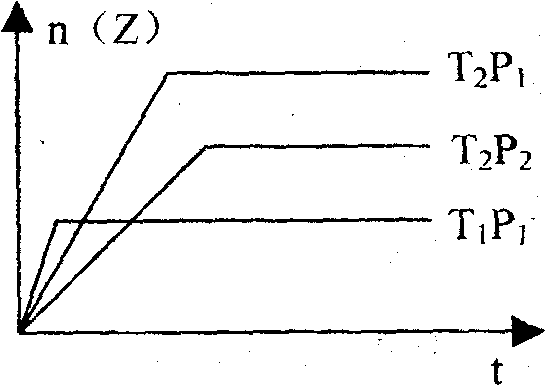 n (Z)
T₂P₁
T₂P₂
T₁P₁
t